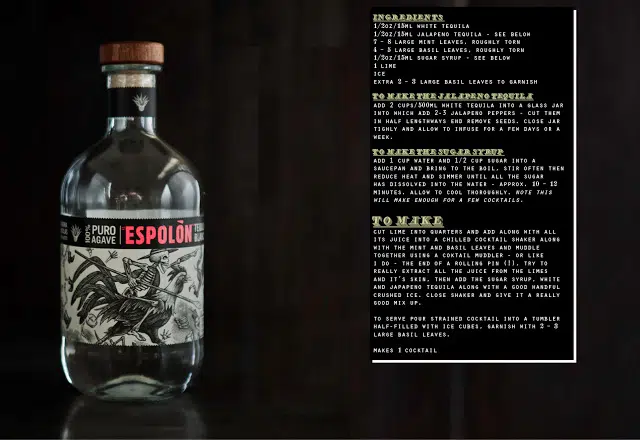 100% PURO AGAVE
ESPOLÒN
INGREDIENTS
1/2OZ/15ML WHITE TEQUILA
1/2OZ/15ML JALAPENO TEQUILA - SEE BELOW
7 - 8 LARGE MINT LEAVES, ROUGHLY TORN
4 - 5 LARGE BASIL LEAVES, ROUGHLY TORN
1/2OZ/15ML SUGAR SYRUP - SEE BELOW
1 LIME
ICE
EXTRA 2 - 3 LARGE BASIL LEAVES TO GARNISH
TO MAKE THE JALAPENO TEQUILA
ADD 2 CUPS/500ML WHITE TEQUILA INTO A GLASS JAR
INTO WHICH ADD 2-3 JALAPENO PEPPERS - CUT THEM
IN HALF LENGTHWAYS END REMOVE SEEDS. CLOSE JAR
TIGHLY AND ALLOW TO INFUSE FOR A FEW DAYS OR A
WEEK.
TO MAKE THE SUGAR SYRUP
ADD 1 CUP WATER AND 1/2 CUP SUGAR INTO A
SAUCEPAN AND BRING TO THE BOIL. STIR OFTEN THEN
REDUCE HEAT AND SIMMER UNTIL ALL THE SUGAR
HAS DISSOLVED INTO THE WATER - APPROX. 10 - 12
MINUTES. ALLOW TO COOL THOROUGHLY. NOTE THIS
WILL MAKE ENOUGH FOR A FEW COCKTAILS.
TO MAKE
CUT LIME INTO QUARTERS AND ADD ALONG WITH ALL
ITS JUICE INTO A CHILLED COCKTAIL SHAKER ALONG
WITH THE MINT AND BASIL LEAVES AND MUDDLE
TOGETHER USING A COKTAIL MUDDLER - OR LIKE
I DO - THE END OF A ROLLING PIN (!). TRY TO
REALLY EXTRACT ALL THE JUICE FROM THE LIMES
AND IT'S SKIN. THEN ADD THE SUGAR SYRUP, WHITE
AND JAPAPENO TEQUILA ALONG WITH A GOOD HANDFUL
CRUSHED ICE. CLOSE SHAKER AND GIVE IT A REALLY
GOOD MIX UP.
TO SERVE POUR STRAINED COCKTAIL INTO A TUMBLER
HALF-FILLED WITH ICE CUBES. GARNISH WITH 2 - 3
LARGE BASIL LEAVES.
MAKES 1 COCKTAIL